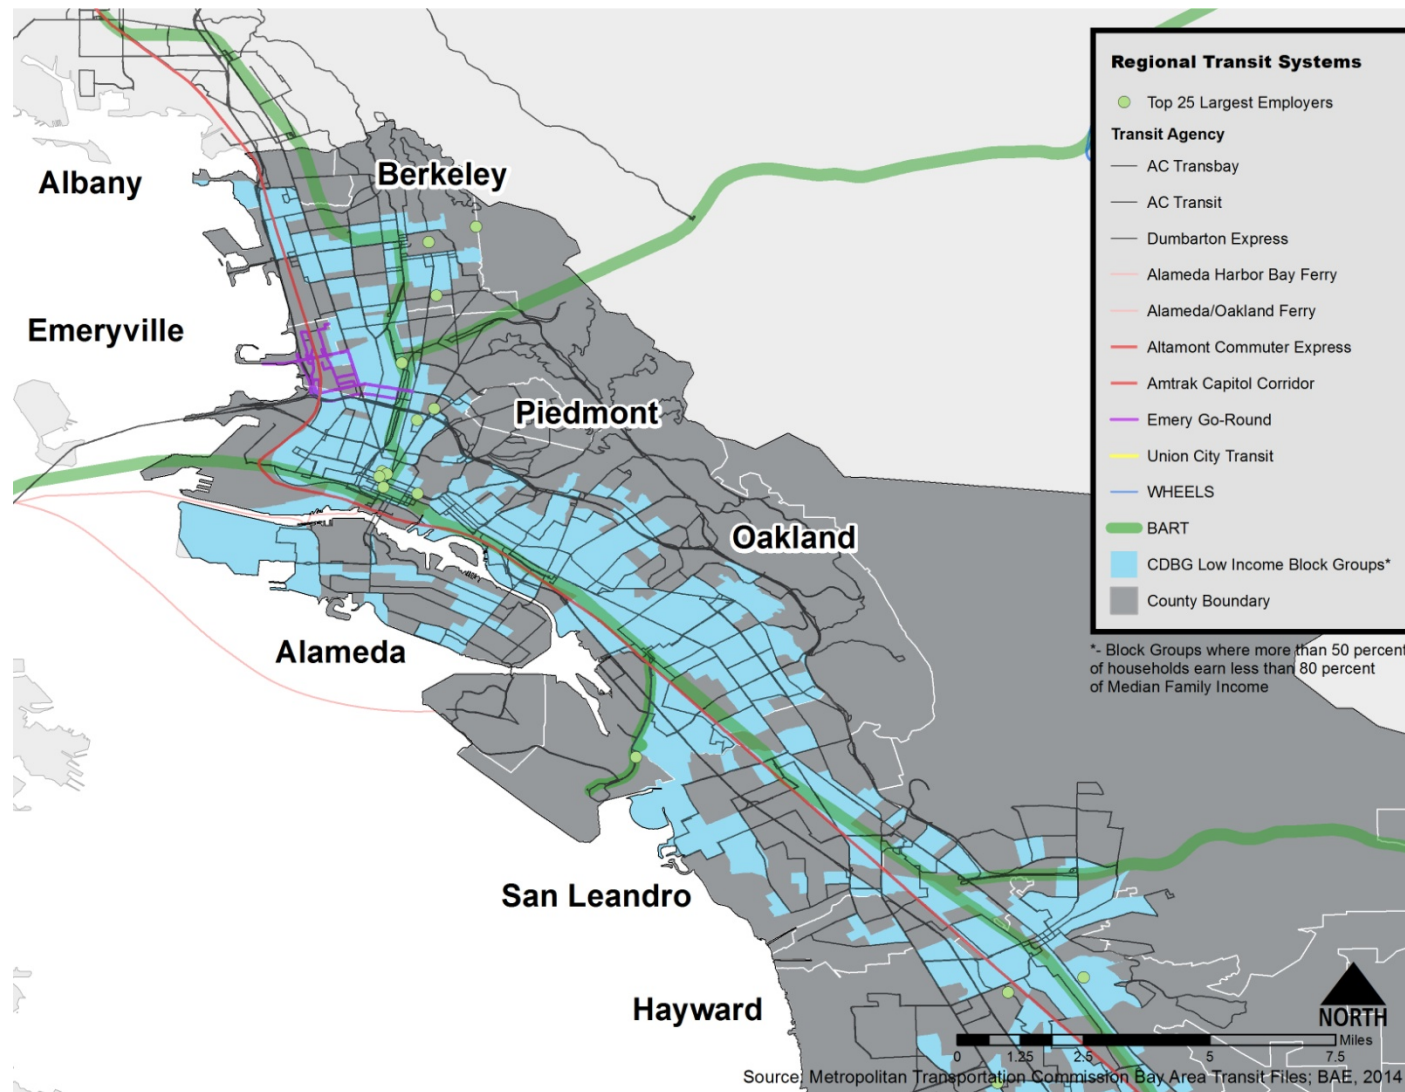 Albany
Berkeley
Emeryville
Piedmont
Oakland
Alameda
San Leandro
Hayward
Regional Transit Systems
Top 25 Largest Employers
Transit Agency
AC Transbay
AC Transit
Dumbarton Express
Alameda Harbor Bay Ferry
Alameda/Oakland Ferry
Altamont Commuter Express
Amtrak Capitol Corridor
Emery Go-Round
Union City Transit
WHEELS
BART
CDBG Low Income Block Groups*
County Boundary
*- Block Groups where more than 50 percent
of households earn less than 80 percent
of Median Family Income
NORTH
Miles
0 1.25 2.5 5 7.5
Source: Metropolitan Transportation Commission Bay Area Transit Files; BAE, 2014